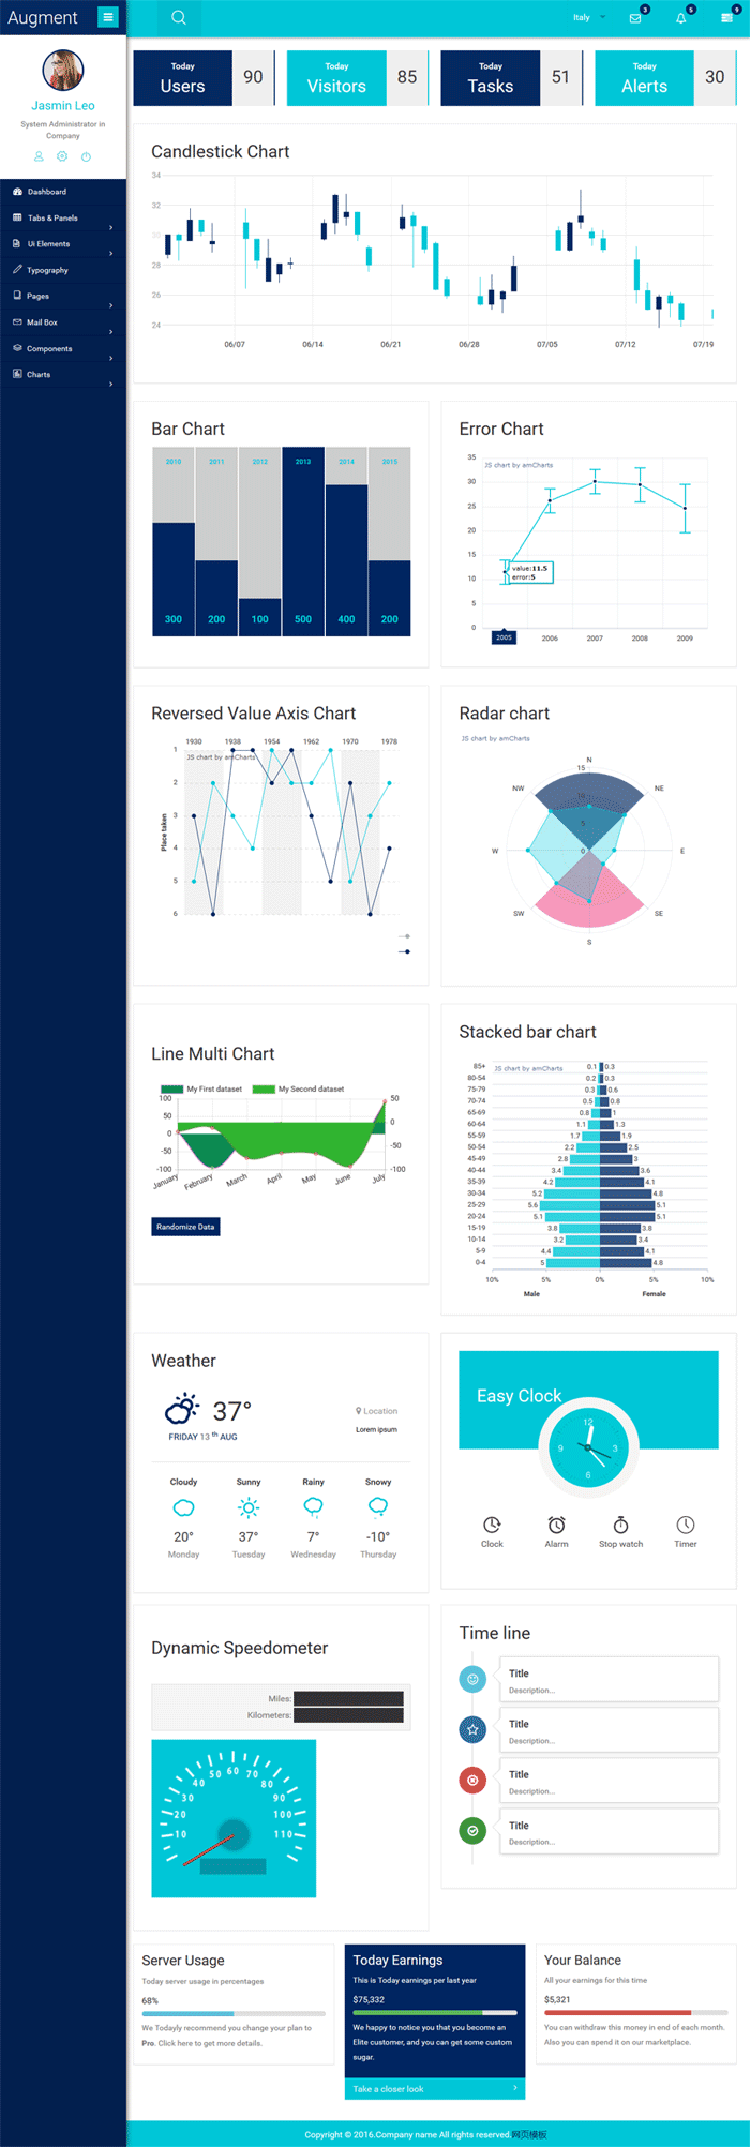 Augment
Italy
3
5
6
Jasmin Leo
System Administrator in
Company
Dashboard
Tabs & Panels
Ui Elements
Typography
Pages
Mail Box
Components
Charts
Today
Users
90
Today
Visitors
85
Today
Tasks
51
Today
Alerts
30
Candlestick Chart
34
32
30
28
26
24
06/07 06/14 06/21 06/28 07/05 07/12 07/19
Bar Chart
2010 2011 2012 2013 2014 2015
300 200 100 500 400 200
Error Chart
JS chart by amCharts
35
30
25
20
15
10
5
0
value:11.5
error:5
2005 2006 2007 2008 2009
Reversed Value Axis Chart
1930 1938 1954 1962 1970 1978
JS chart by amCharts
Place taken
1
2
3
4
5
6
Radar chart
JS chart by amCharts
N
NE
E
SE
S
SW
W
NW
15
10
5
0
Line Multi Chart
My First dataset My Second dataset
100
50
0
-50
-100
50
0
-50
-100
January February March April May June July
Randomize Data
Stacked bar chart
JS chart by amCharts
85+ 0.1 0.3
80-54 0.2 0.3
75-79 0.3 0.6
70-74 0.5 0.8
65-69 0.8 1
60-64 1.1 1.3
55-59 1.7 1.9
50-54 2.2 2.5
45-49 2.8 3
40-44 3.4 3.6
35-39 4.2 4.1
30-34 5.2 4.8
25-29 5.6 5.1
20-24 5.1 5.1
15-19 3.8 3.8
10-14 3.2 3.4
5-9 4.4 4.1
0-4 5 4.8
10% 5% 0% 5% 10%
Male Female
Weather
37°
FRIDAY 13 th AUG
Location
Lorem ipsum
Cloudy Sunny Rainy Snowy
20° 37° 7° -10°
Monday Tuesday Wednesday Thursday
Easy Clock
12
3
6
9
Clock Alarm Stop watch Timer
Dynamic Speedometer
Miles:
Kilometers:
10 20 30 40 50 60 70 80 90 100 110
Time line
Title
Description...
Title
Description...
Title
Description...
Title
Description...
Server Usage
Today server usage in percentages
68%
We Todayly recommend you change your plan to
Pro. Click here to get more details.
Today Earnings
This is Today earnings per last year
$75,332
We happy to notice you that you become an
Elite customer, and you can get some custom
sugar.
Take a closer look
Your Balance
All your earnings for this time
$5,321
You can withdraw this money in end of each month.
Also you can spend it on our marketplace.
Copyright © 2016.Company name All rights reserved.网页模板